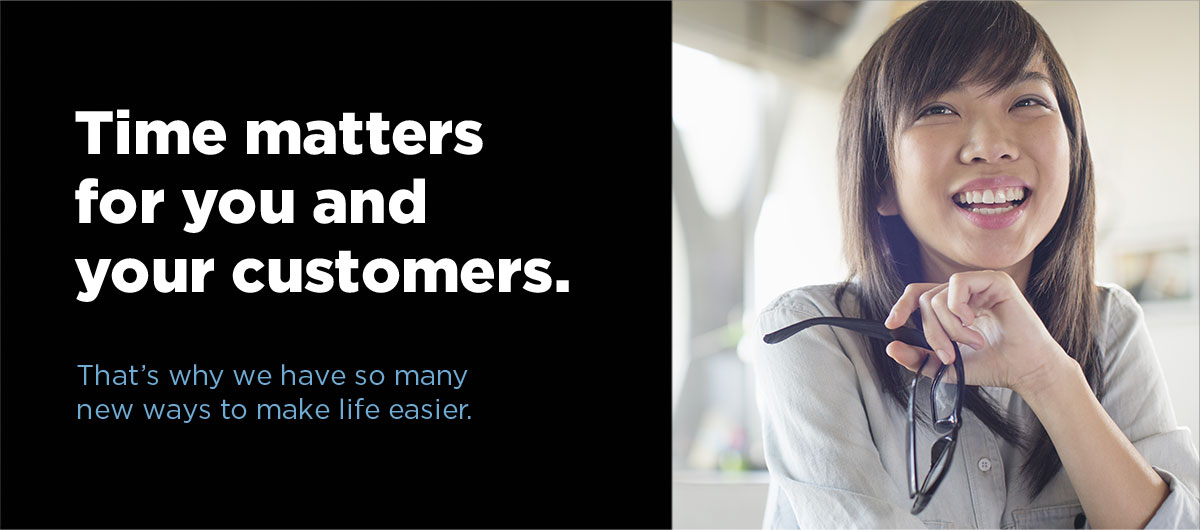 Time matters
for you and
your customers.
That’s why we have so many
new ways to make life easier.